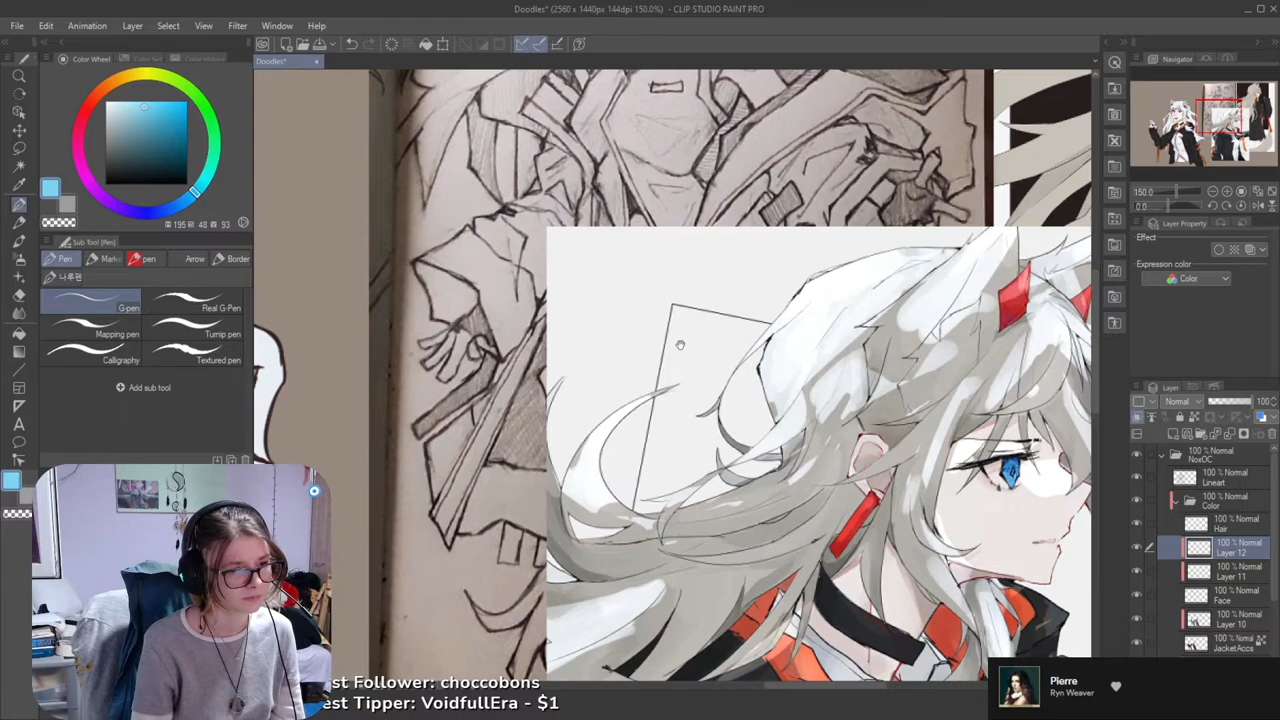 Doodles* (2560 x 1440px 144dpi 150.0%) - CLIP STUDIO PAINT PRO
File Edit Animation Layer Select View Filter Window Help
Color Wheel
Doodles*
Navigator
150.0
0.0
195 48 93
Sub Tool [Pen]
Pen Marke pen Arrow Border
나루펜
G-pen Real G-Pen
Mapping pen Turnip pen
Calligraphy Textured pen
Add sub tool
Layer Property
Effect
Expression color
Color
Layer
Normal 100
100 % Normal
NoxOC
100 % Normal
Lineart
100 % Normal
Color
100 % Normal
Hair
100 % Normal
Layer 12
100 % Normal
Layer 11
100 % Normal
Face
100 % Normal
Layer 10
100 % Normal
JacketAccs
est Follower: choccobons
est Tipper: VoidfullEra - $1
Pierre
Ryn Weaver